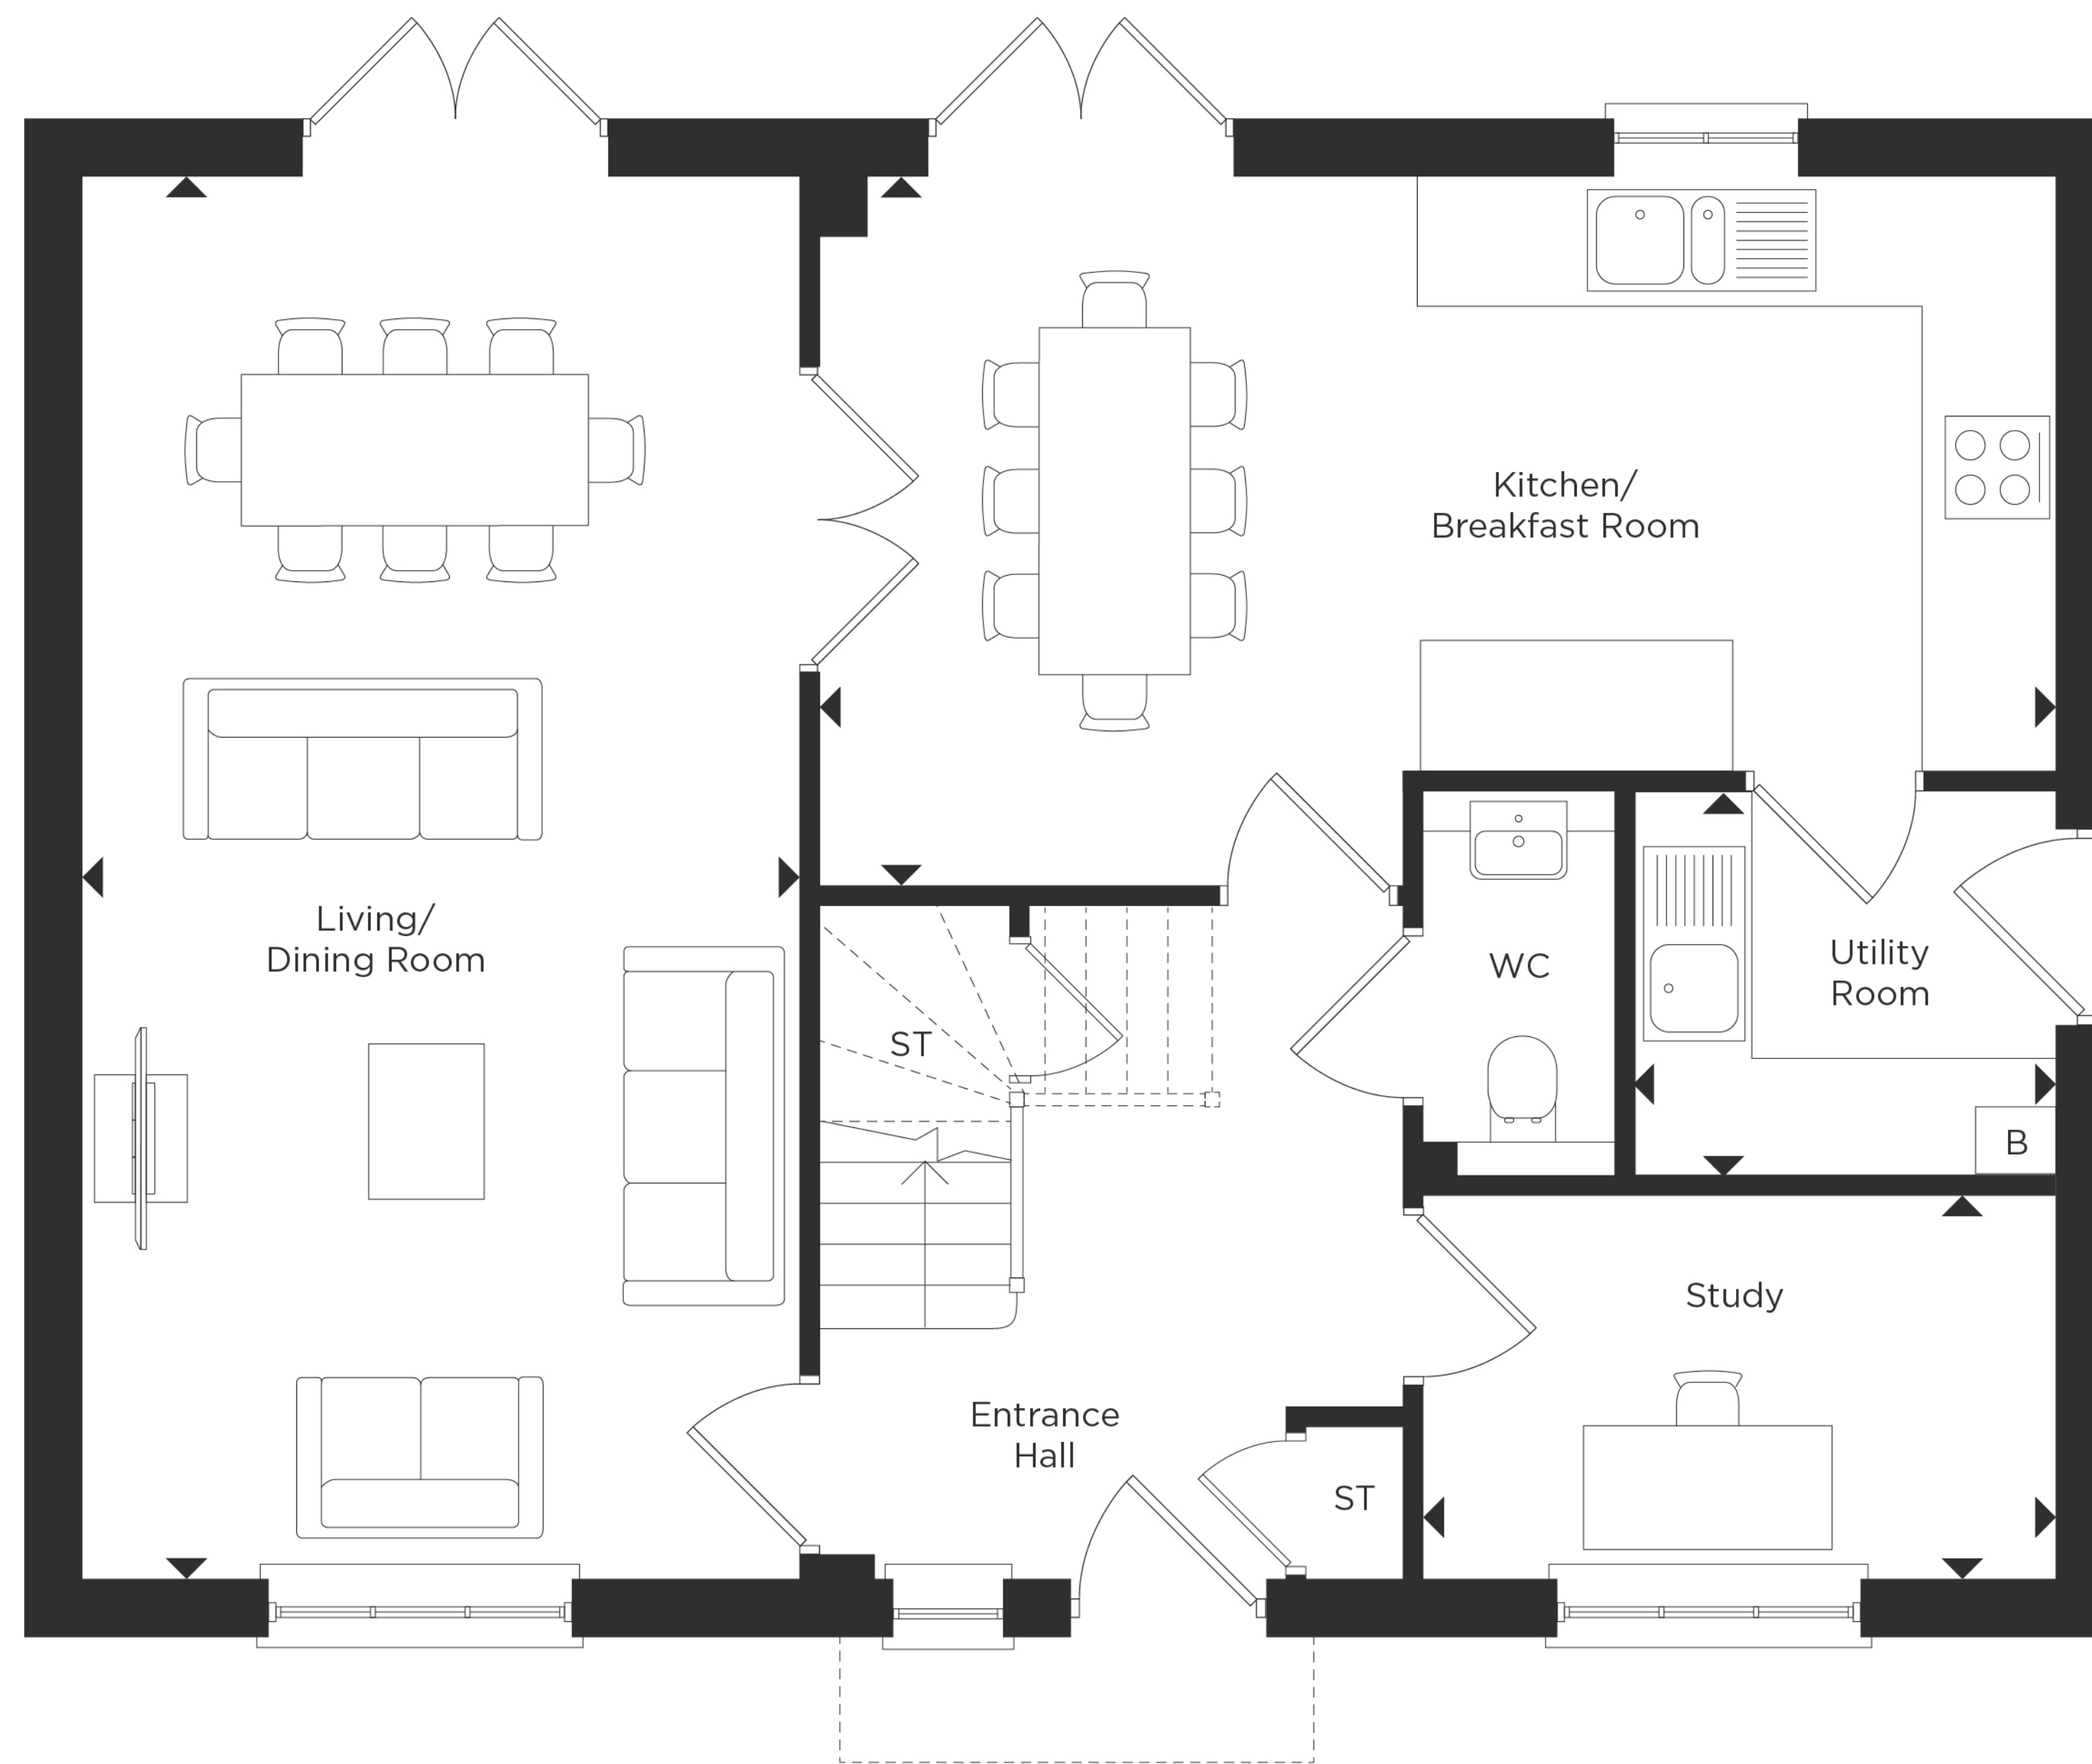 Kitchen/
Breakfast Room
Living/
Dining Room
ST
WC
Utility
Room
B
Study
Entrance
Hall
ST